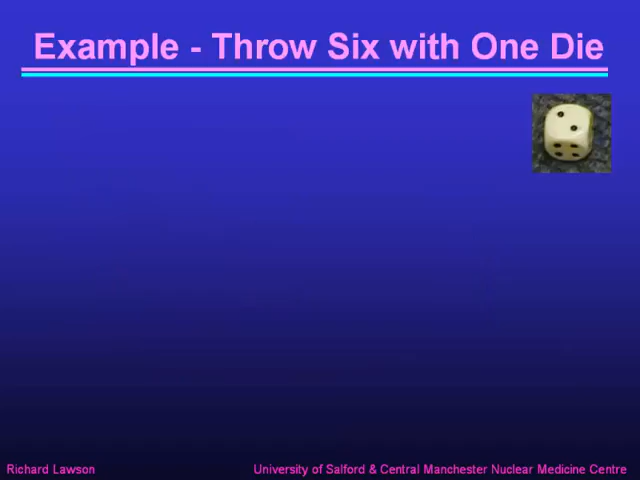 Example - Throw Six with One Die
Richard Lawson
University of Salford & Central Manchester Nuclear Medicine Centre